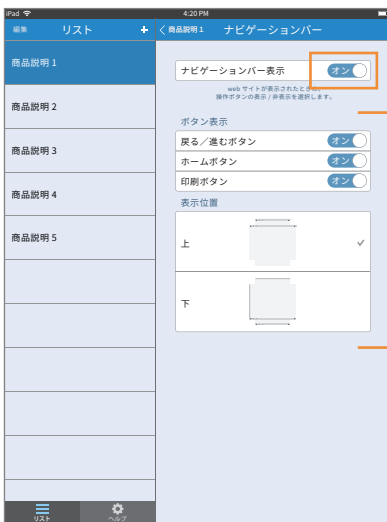 iPad 4:20 PM
編集 リスト + < 商品説明 1 ナビゲーションバー
商品説明 1
商品説明 2
商品説明 3
商品説明 4
商品説明 5
ナビゲーションバー表示 オン
web サイトが表示されたときの、
操作ボタンの表示 / 非表示を選択します。
ボタン表示
戻る／進むボタン オン
ホームボタン オン
印刷ボタン オン
表示位置
上
下
リスト ヘルプ